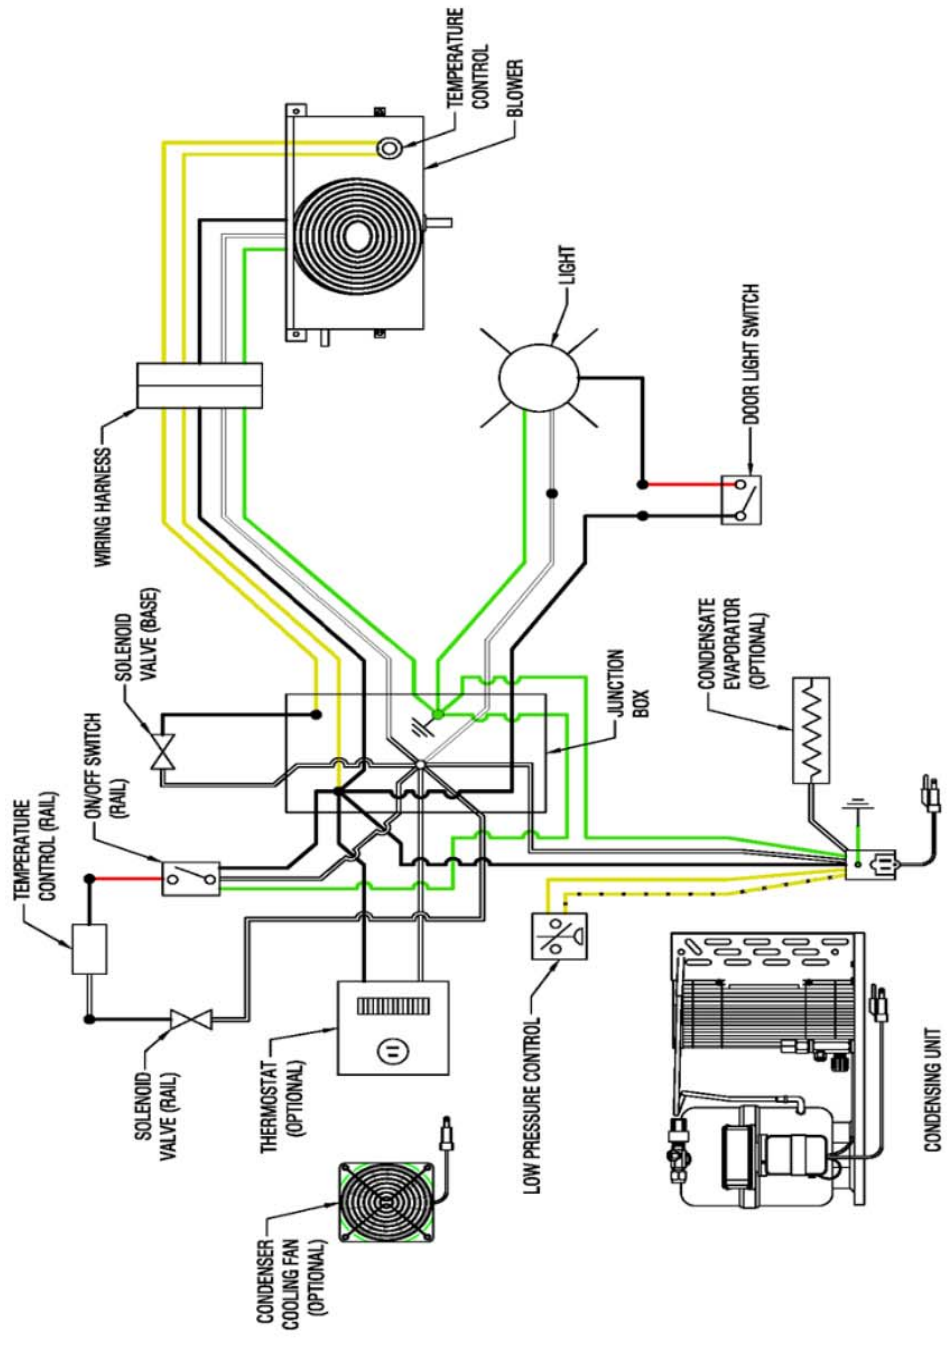 TEMPERATURE
CONTROL (RAIL)
ON/OFF SWITCH
(RAIL)
SOLENOID
VALVE (BASE)
WIRING HARNESS
TEMPERATURE
CONTROL
BLOWER
SOLENOID
VALVE (RAIL)
THERMOSTAT
(OPTIONAL)
CONDENSER
COOLING FAN
(OPTIONAL)
LOW PRESSURE CONTROL
JUNCTION
BOX
LIGHT
DOOR LIGHT SWITCH
CONDENSATE
EVAPORATOR
(OPTIONAL)
CONDENSING UNIT